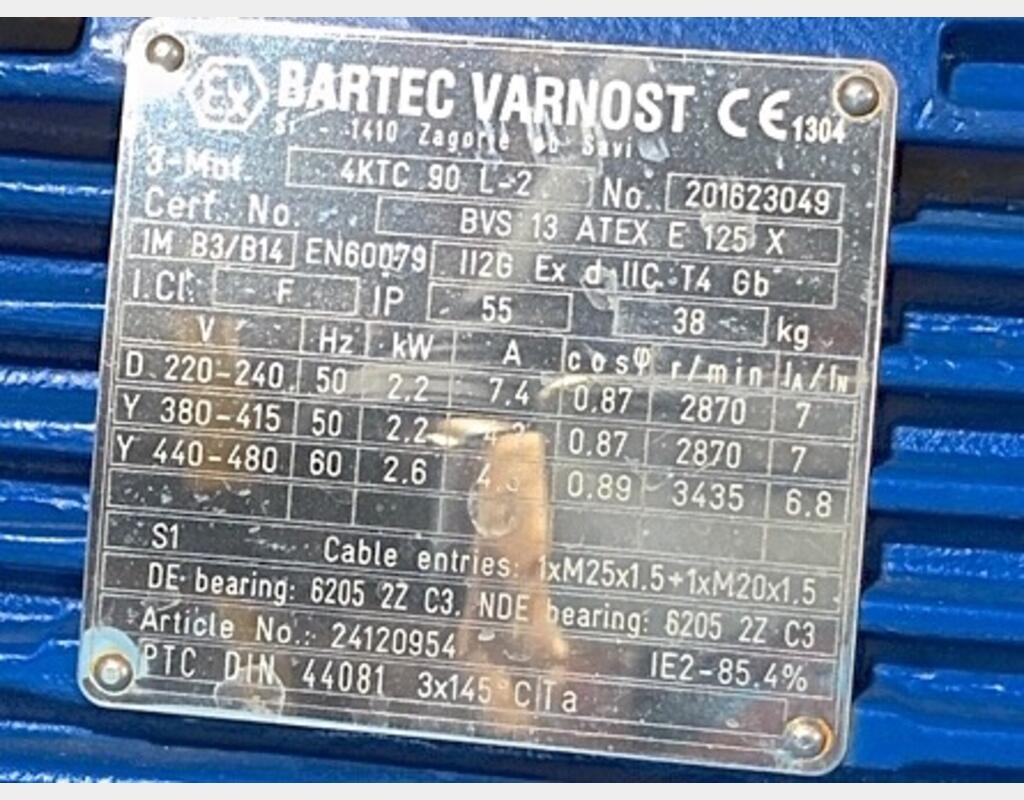 Ex BARTEC VARNOST CE 1304
SI - 1410 Zagorje ob Savi
3-Mot. 4KTC 90 L-2 No. 201623049
Cert. No. BVS 13 ATEX E 125 X
IM B3/B14 EN60079 II2G Ex d IIC T4 Gb
I.Cl. F IP 55 38 kg
V Hz kW A cosφ r/min IA/IN
D 220-240 50 2.2 7.4 0.87 2870 7
Y 380-415 50 2.2 0.87 2870 7
Y 440-480 60 2.6 0.89 3435 6.8
S1 Cable entries: 1xM25x1.5+1xM20x1.5
DE bearing: 6205 2Z C3. NDE bearing: 6205 2Z C3
Article No.: 24120954 IE2-85.4%
PTC DIN 44081 3x145°C Ta